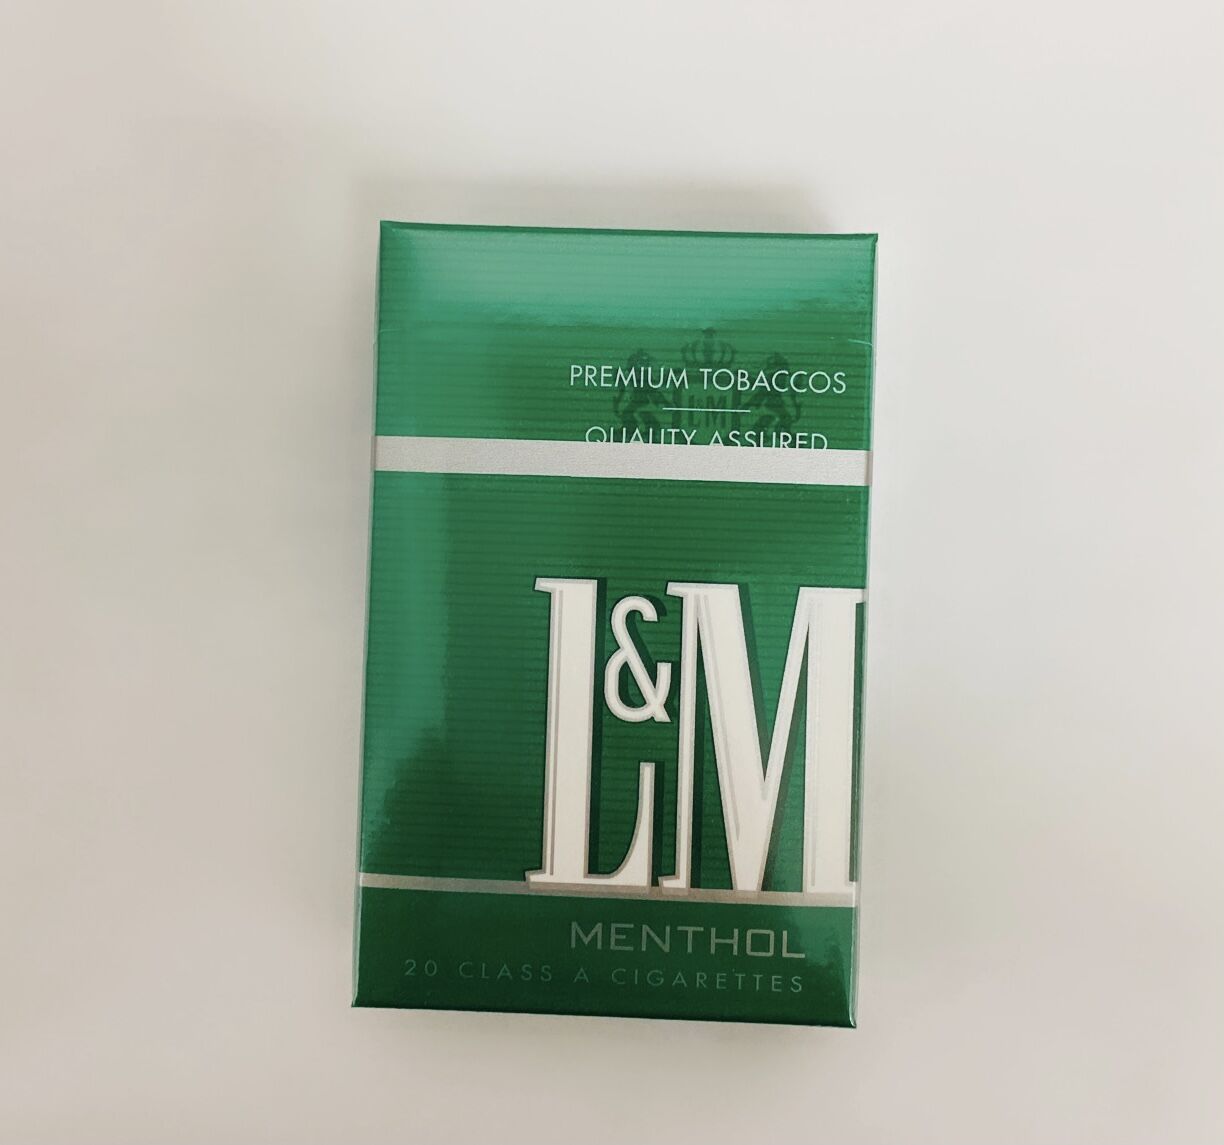 PREMIUM TOBACCOS
L&M
QUALITY ASSURED
L&M
MENTHOL
20 CLASS A CIGARETTES